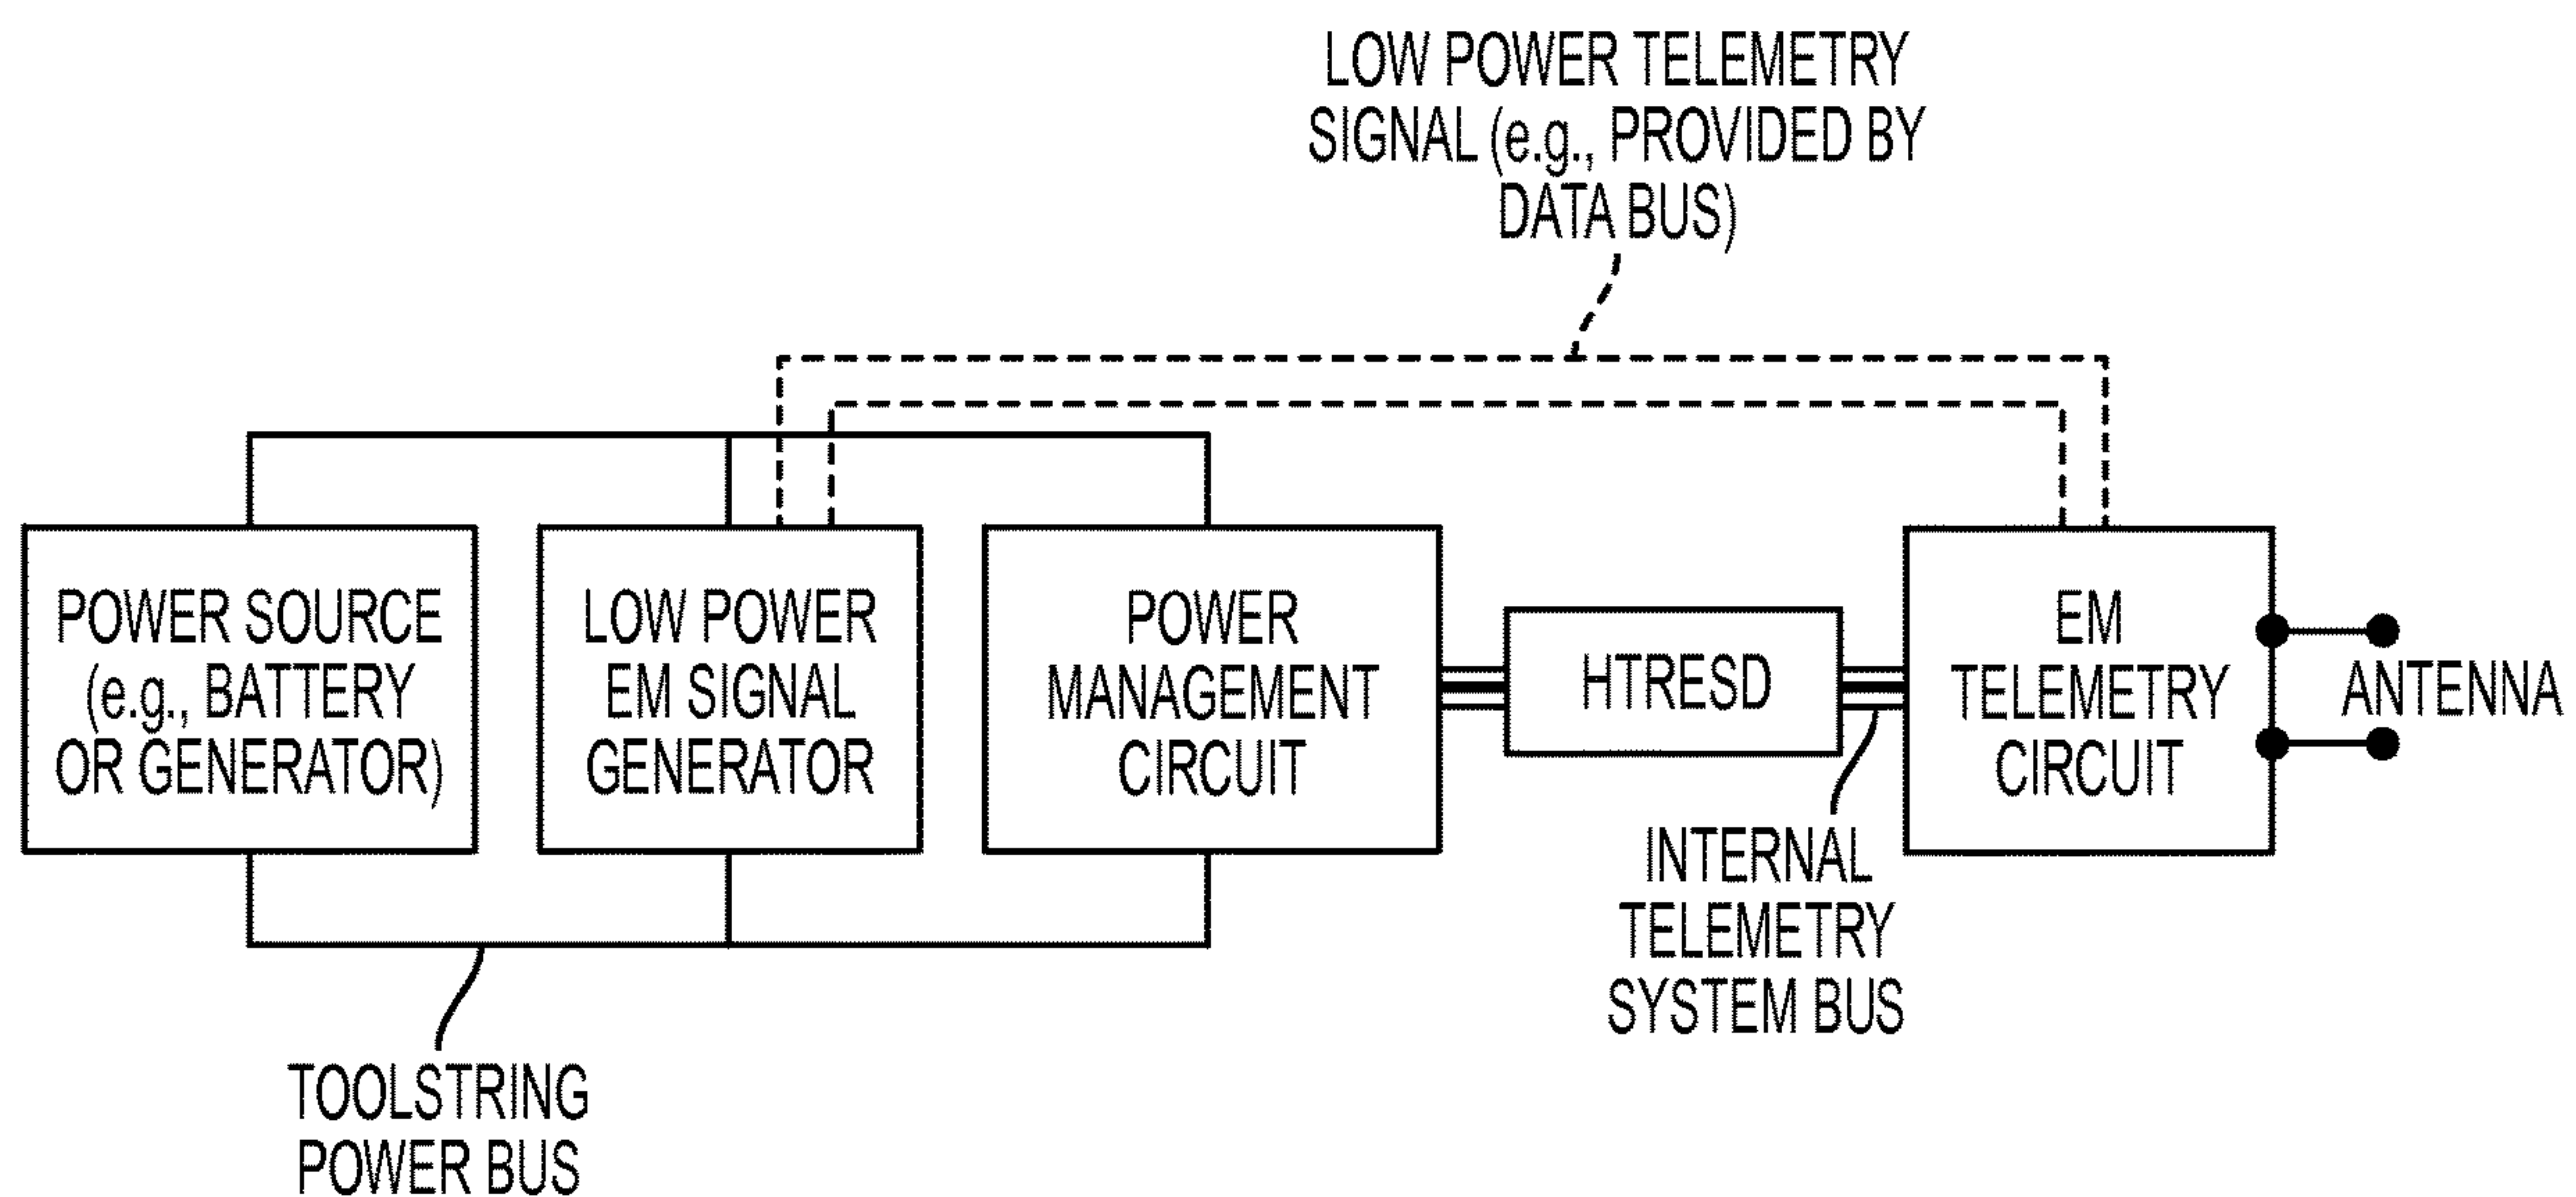 LOW POWER TELEMETRY
SIGNAL (e.g., PROVIDED BY
DATA BUS)
POWER SOURCE
(e.g., BATTERY
OR GENERATOR)
LOW POWER
EM SIGNAL
GENERATOR
POWER
MANAGEMENT
CIRCUIT
HTRESD
EM
TELEMETRY
CIRCUIT
ANTENNA
INTERNAL
TELEMETRY
SYSTEM BUS
TOOLSTRING
POWER BUS